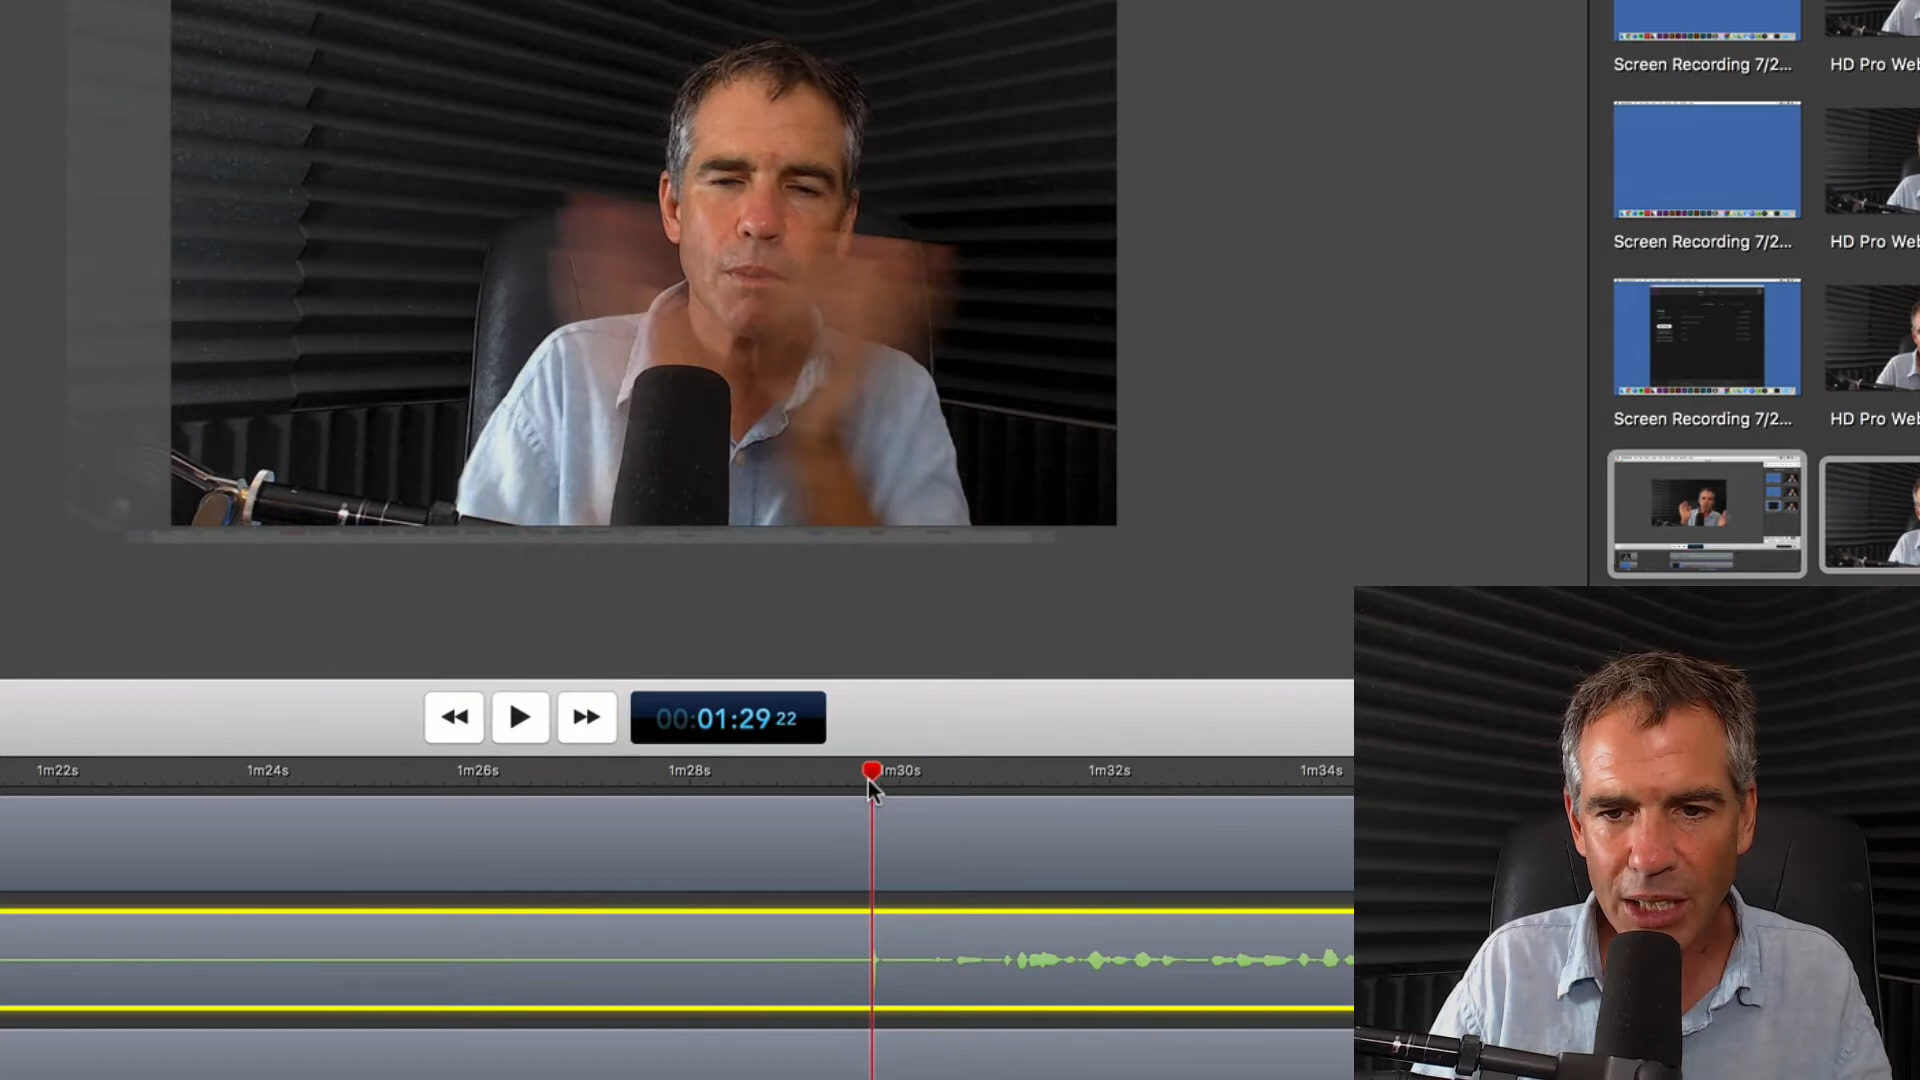 Screen Recording 7/2...
HD Pro Web
Screen Recording 7/2...
HD Pro Web
Screen Recording 7/2...
HD Pro Web
00:01:29 22
1m22s
1m24s
1m26s
1m28s
1m30s
1m32s
1m34s